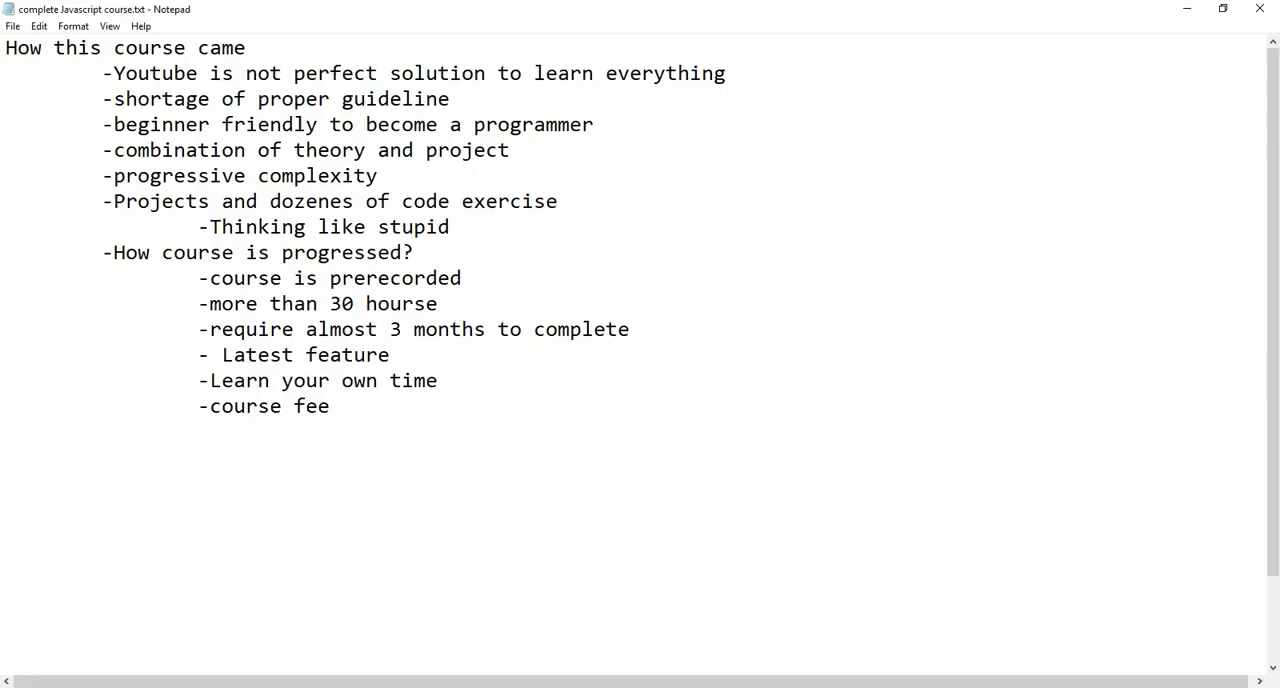 complete Javascript course.txt - Notepad
File Edit Format View Help
How this course came
-Youtube is not perfect solution to learn everything
-shortage of proper guideline
-beginner friendly to become a programmer
-combination of theory and project
-progressive complexity
-Projects and dozenes of code exercise
-Thinking like stupid
-How course is progressed?
-course is prerecorded
-more than 30 hourse
-require almost 3 months to complete
- Latest feature
-Learn your own time
-course fee